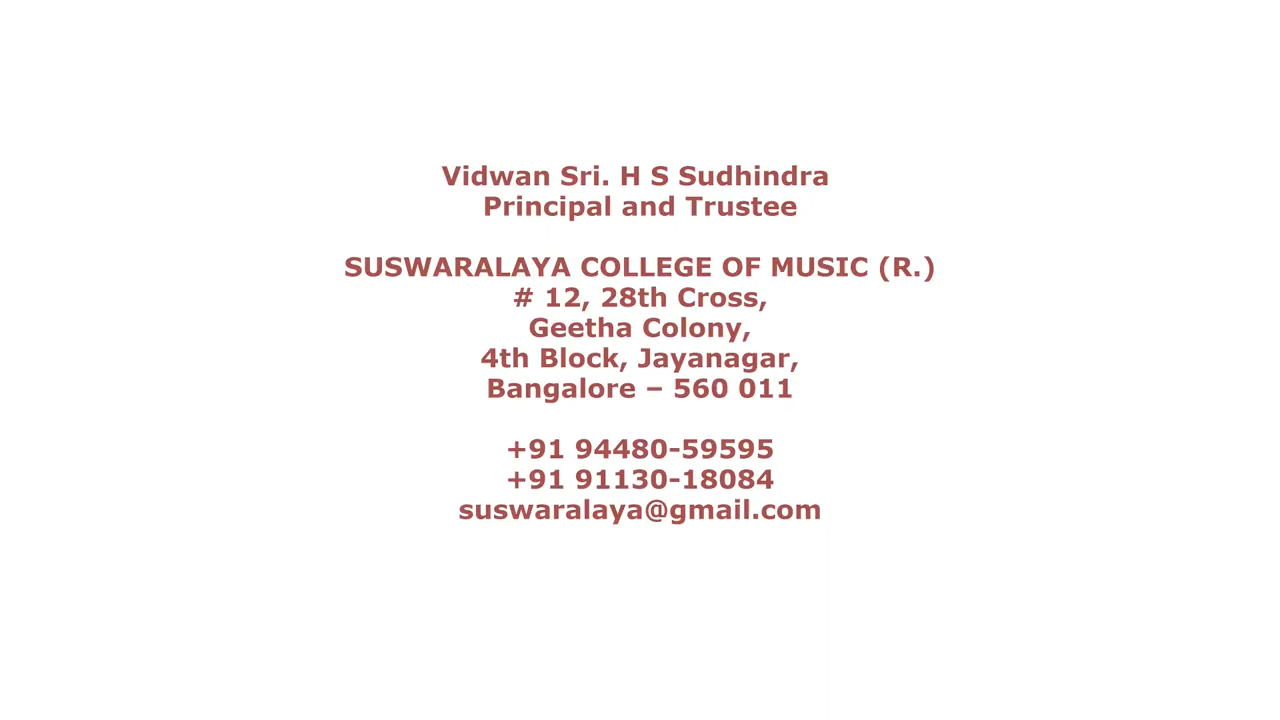 Vidwan Sri. H S Sudhindra
Principal and Trustee
SUSWARALAYA COLLEGE OF MUSIC (R.)
# 12, 28th Cross,
Geetha Colony,
4th Block, Jayanagar,
Bangalore – 560 011
+91 94480-59595
+91 91130-18084
suswaralaya@gmail.com